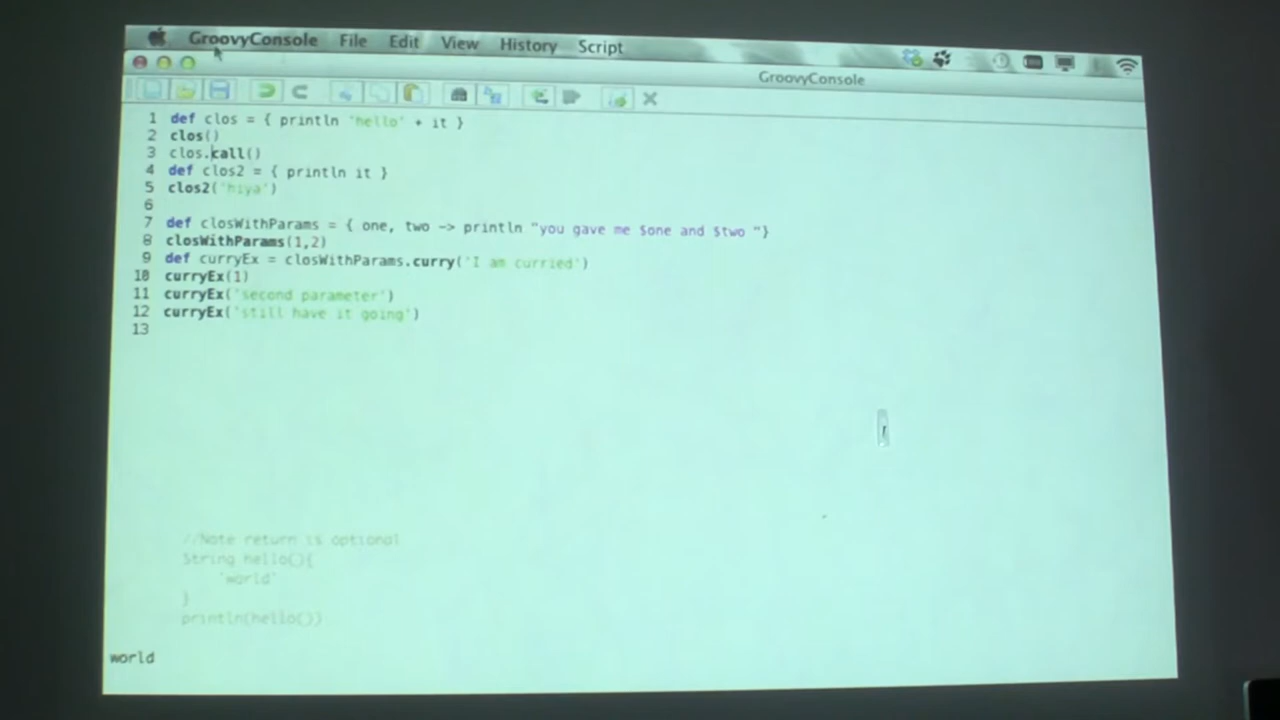 GroovyConsole File Edit View History Script
GroovyConsole
1 def clos = { println 'hello' + it }
2 clos()
3 clos.call()
4 def clos2 = { println it }
5 clos2('hiya')
6
7 def closWithParams = { one, two -> println "you gave me $one and $two "}
8 closWithParams(1,2)
9 def curryEx = closWithParams.curry('I am curried')
10 curryEx(1)
11 curryEx('second parameter')
12 curryEx('still have it going')
13
//Note return is optional
String hello(){
'world'
}
println(hello())
world